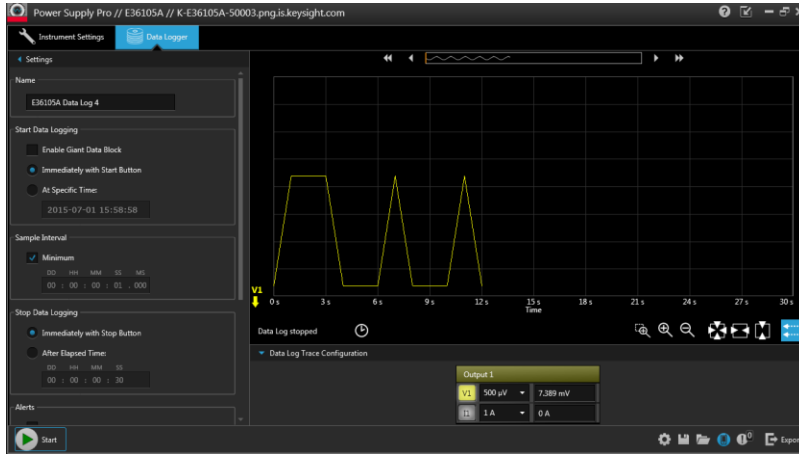 Power Supply Pro // E36105A // K-E36105A-50003.png.is.keysight.com
Instrument Settings
Data Logger
Settings
Name
E36105A Data Log 4
Start Data Logging
Enable Giant Data Block
Immediately with Start Button
At Specific Time:
2015-07-01 15:58:58
Sample Interval
Minimum
DD HH MM SS MS
00 : 00 : 00 : 01 . 000
Stop Data Logging
Immediately with Stop Button
After Elapsed Time:
DD HH MM SS
00 : 00 : 00 : 30
Alerts
Start
V1
0 s 3 s 6 s 9 s 12 s 15 s 18 s 21 s 24 s 27 s 30 s
Time
Data Log stopped
Data Log Trace Configuration
Output 1
V1 500 µV 7.389 mV
I1 1 A 0 A
0
Export